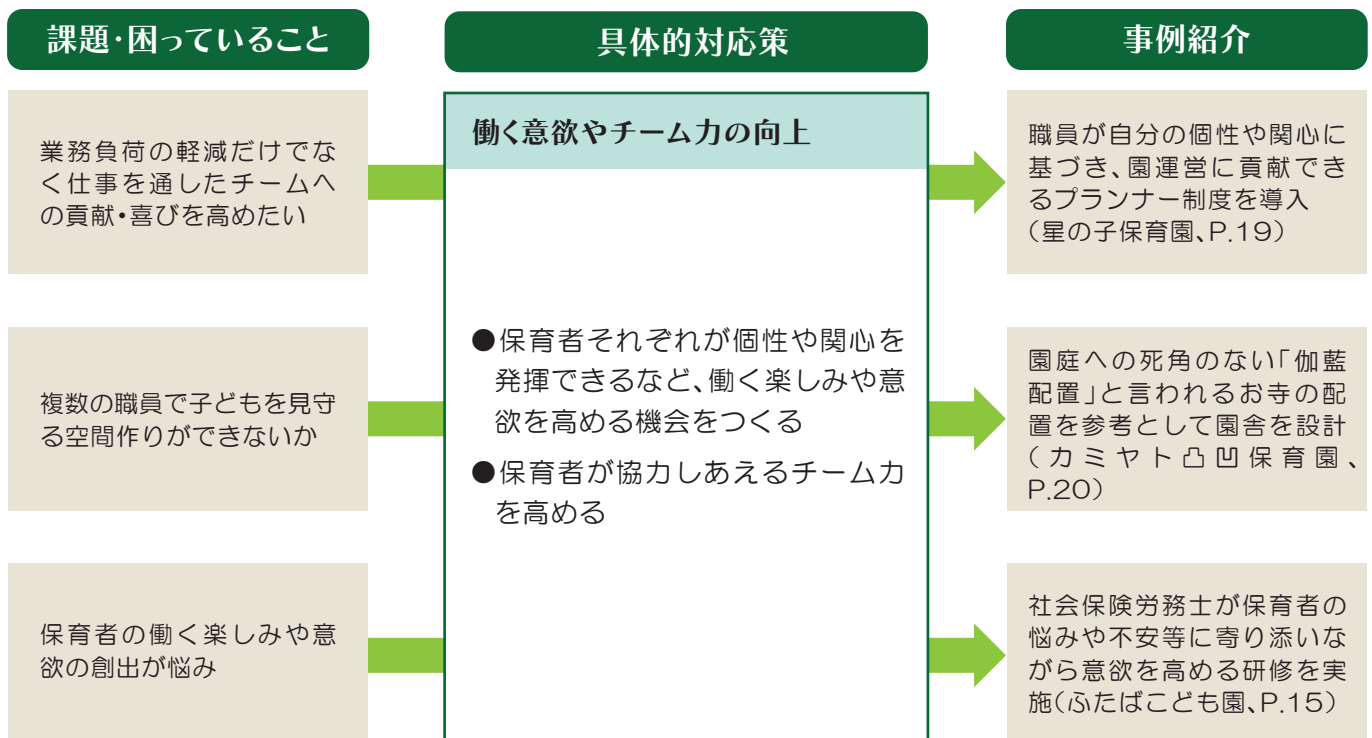 課題・困っていること
具体的対応策
事例紹介
業務負荷の軽減だけでな
く仕事を通したチームへ
の貢献・喜びを高めたい
働く意欲やチーム力の向上
職員が自分の個性や関心に
基づき、園運営に貢献でき
るプランナー制度を導入
(星の子保育園、P.19)
複数の職員で子どもを見守
る空間作りができないか
●保育者それぞれが個性や関心を
発揮できるなど、働く楽しみや意
欲を高める機会をつくる
●保育者が協力しあえるチーム力
を高める
園庭への死角のない「伽藍
配置」と言われるお寺の配
置を参考として園舎を設計
(カミヤト凸凹保育園、
P.20)
保育者の働く楽しみや意
欲の創出が悩み
社会保険労務士が保育者の
悩みや不安等に寄り添いな
がら意欲を高める研修を実
施(ふたばこども園、P.15)